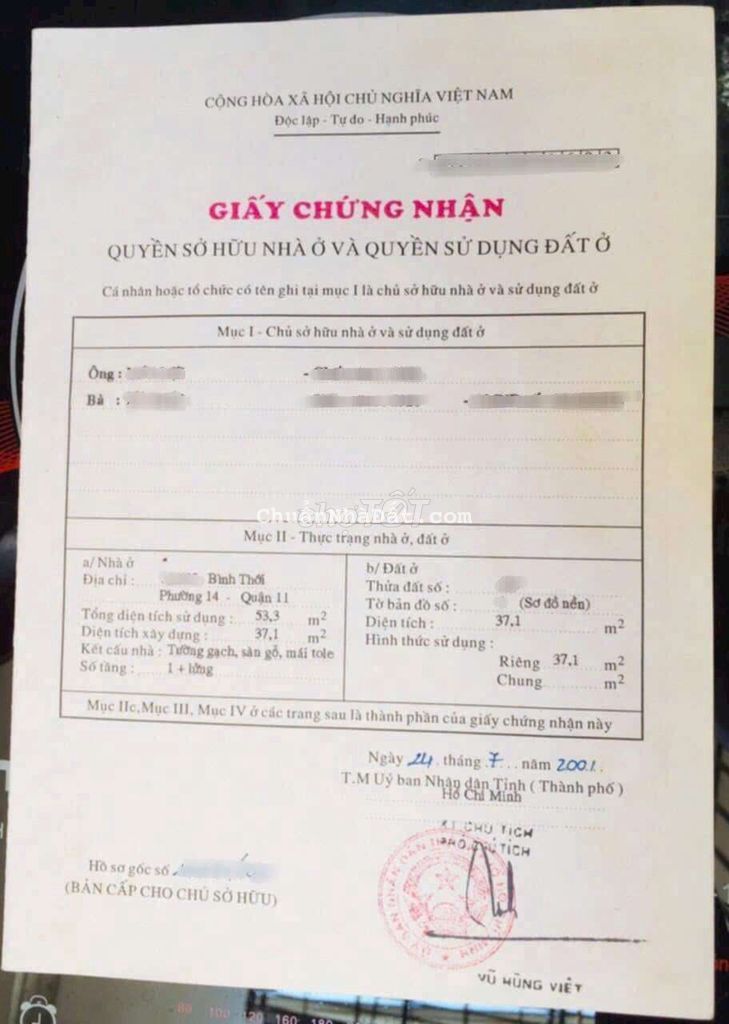 CỘNG HÒA XÃ HỘI CHỦ NGHĨA VIỆT NAM
Độc lập - Tự do - Hạnh phúc
GIẤY CHỨNG NHẬN
QUYỀN SỞ HỮU NHÀ Ở VÀ QUYỀN SỬ DỤNG ĐẤT Ở
Cá nhân hoặc tổ chức có tên ghi tại mục I là chủ sở hữu nhà ở và sử dụng đất ở
Mục I - Chủ sở hữu nhà ở và sử dụng đất ở
Ông :
Bà :
Chợ TỐT
ChuẩnNhàĐất.com
Mục II - Thực trạng nhà ở, đất ở
a/ Nhà ở
Địa chỉ : Bình Thới
Phường 14 - Quận 11
Tổng diện tích sử dụng : 53,3 m2
Diện tích xây dựng : 37,1 m2
Kết cấu nhà : Tường gạch, sàn gỗ, mái tole
Số tầng : 1 + lửng
b/ Đất ở
Thửa đất số :
Tờ bản đồ số : (Sơ đồ nền)
Diện tích : 37,1 m2
Hình thức sử dụng :
Riêng 37,1 m2
Chung m2
Mục IIc, Mục III, Mục IV ở các trang sau là thành phần của giấy chứng nhận này
Ngày 24 tháng 7 năm 2001
T.M Uỷ ban Nhân dân Tỉnh ( Thành phố )
Hồ Chí Minh
KT CHỦ TỊCH
PHÓ CHỦ TỊCH
Hồ sơ gốc số
(BẢN CẤP CHO CHỦ SỞ HỮU)
VŨ HÙNG VIỆT
80 100 120 160 180